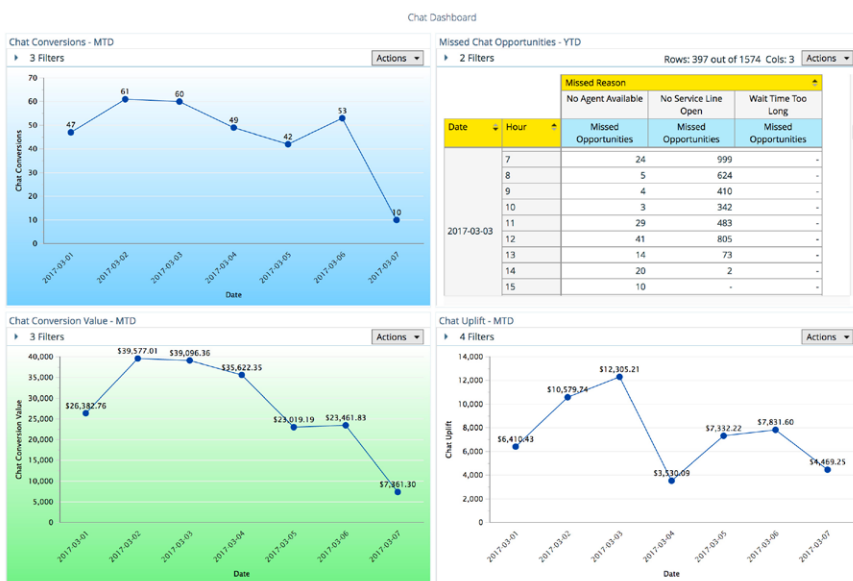 Chat Dashboard
Chat Conversions - MTD
3 Filters
Actions
70
60
50
40
30
20
10
0
Chat Conversions
47
61
60
49
42
53
10
2017-03-01
2017-03-02
2017-03-03
2017-03-04
2017-03-05
2017-03-06
2017-03-07
Date
Missed Chat Opportunities - YTD
2 Filters
Rows: 397 out of 1574 Cols: 3
Actions
Missed Reason
No Agent Available No Service Line Open Wait Time Too Long
Date Hour Missed Opportunities Missed Opportunities Missed Opportunities
2017-03-03
7 24 999 -
8 5 624 -
9 4 410 -
10 3 342 -
11 29 483 -
12 41 805 -
13 14 73 -
14 20 2 -
15 10 - -
Chat Conversion Value - MTD
3 Filters
Actions
40,000
35,000
30,000
25,000
20,000
15,000
10,000
5,000
0
Chat Conversion Value
$26,382.76
$39,577.01
$39,096.36
$35,622.35
$23,019.19
$23,461.83
2017-03-01
2017-03-02
2017-03-03
2017-03-04
2017-03-05
2017-03-06
2017-03-07
Date
Chat Uplift - MTD
4 Filters
Actions
14,000
12,000
10,000
8,000
6,000
4,000
2,000
0
Chat Uplift
$6,410.43
$10,579.74
$12,305.21
$3,530.09
$7,332.22
$7,831.60
$4,469.25
2017-03-01
2017-03-02
2017-03-03
2017-03-04
2017-03-05
2017-03-06
2017-03-07
Date